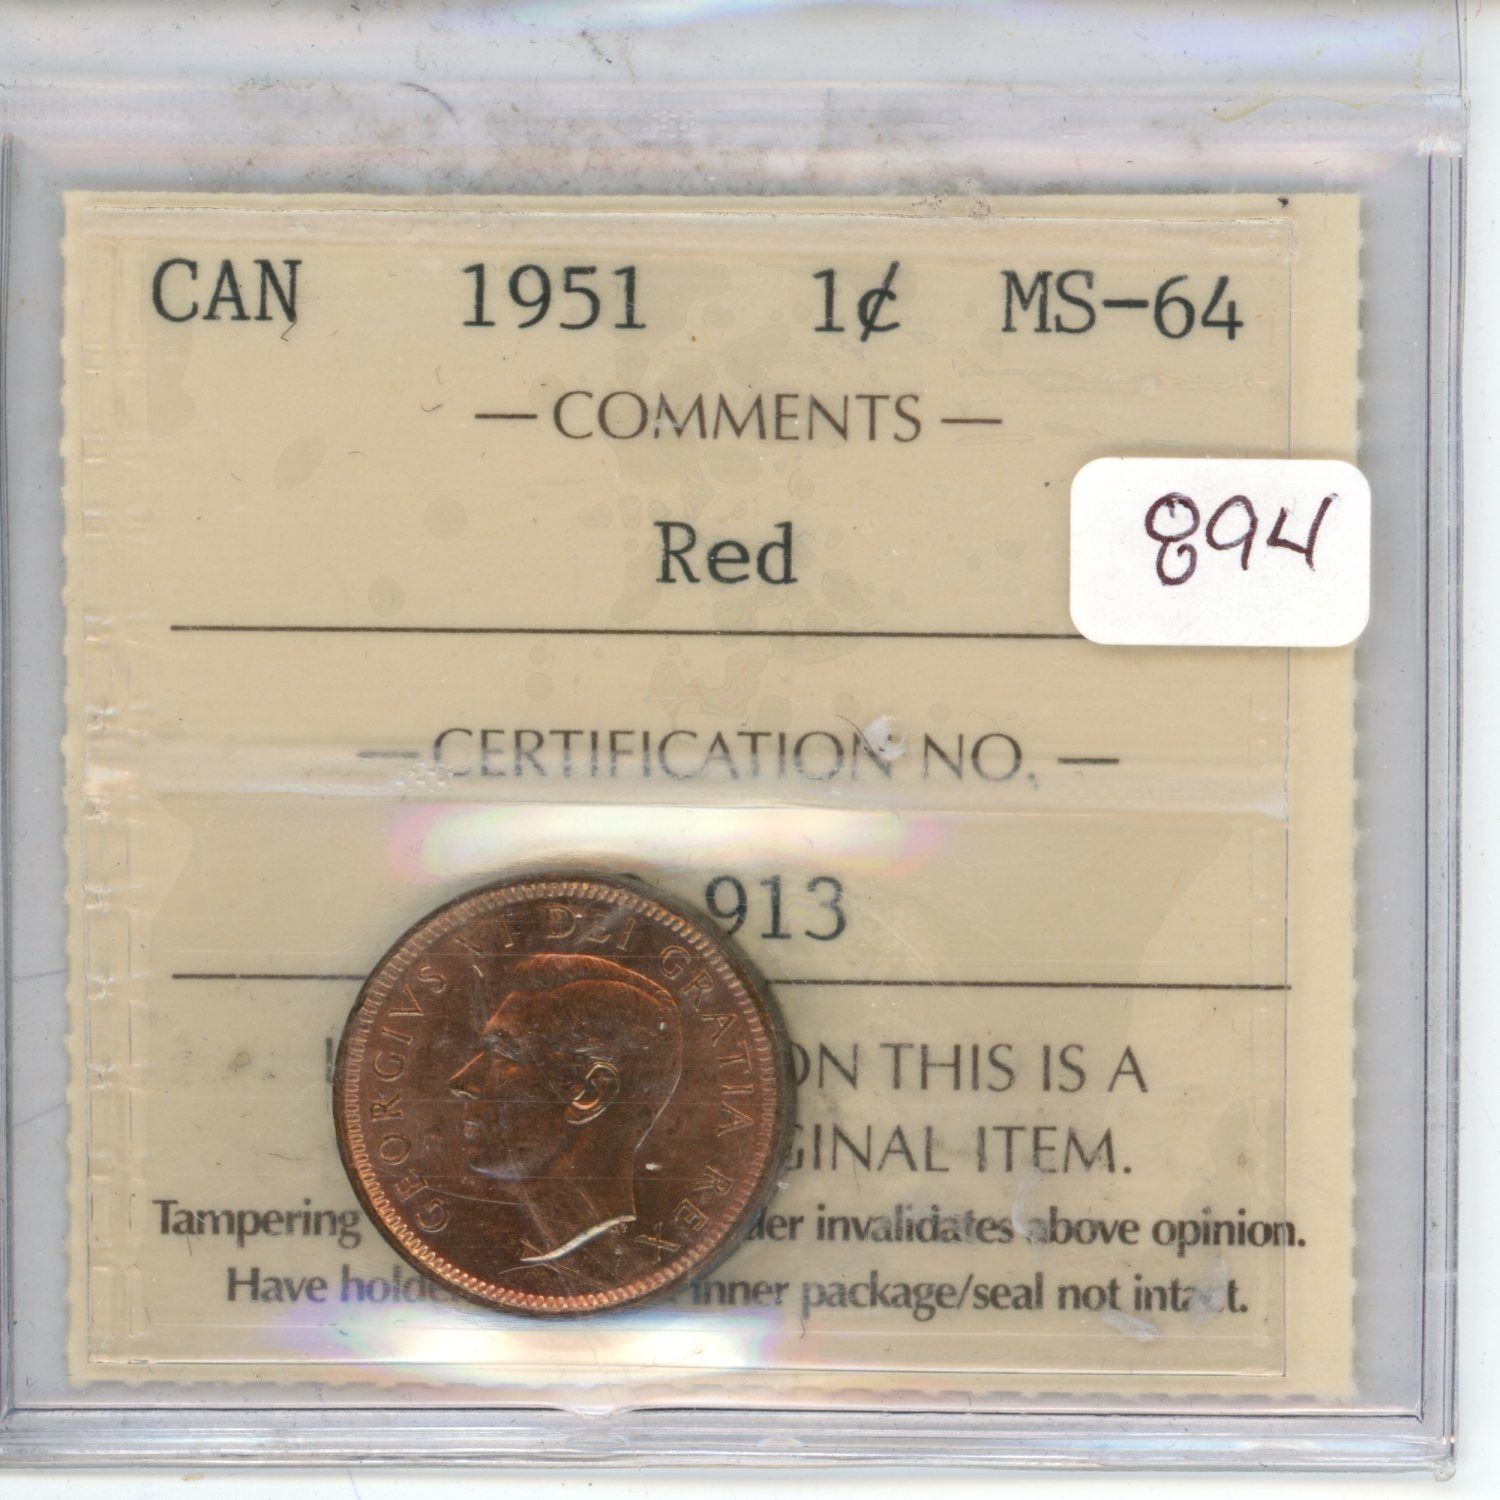 CAN 1951 1¢ MS-64
— COMMENTS —
Red
894
— CERTIFICATION NO. —
913
GEORGIVS VI DEI GRATIA REX
ON THIS IS A
GINAL ITEM.
Tampering der invalidates above opinion.
Have holde inner package/seal not intact.